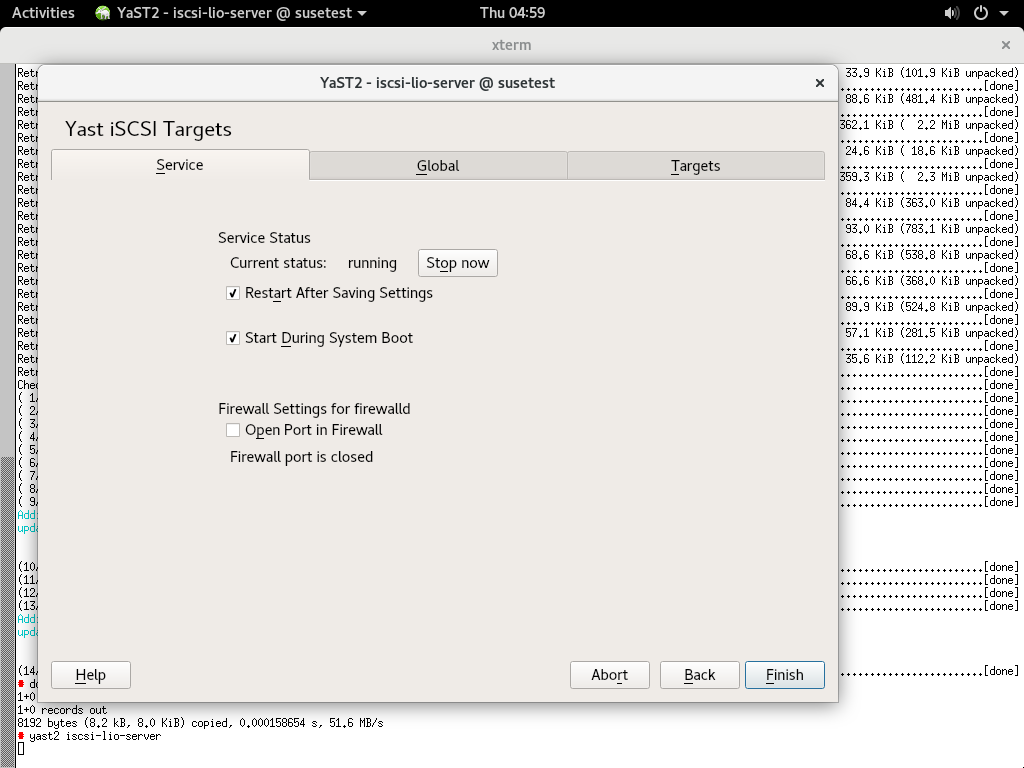 Activities YaST2 - iscsi-lio-server @ susetest Thu 04:59
xterm
YaST2 - iscsi-lio-server @ susetest
Yast iSCSI Targets
Service Global Targets
Service Status
Current status: running Stop now
Restart After Saving Settings
Start During System Boot
Firewall Settings for firewalld
Open Port in Firewall
Firewall port is closed
Help Abort Back Finish
Retr 33.9 KiB (101.9 KiB unpacked)
Retr [done]
Retr 88.6 KiB (481.4 KiB unpacked)
Retr [done]
Retr 362.1 KiB (  2.2 MiB unpacked)
Retr [done]
Retr 24.6 KiB ( 18.6 KiB unpacked)
Retr [done]
Retr 359.3 KiB (  2.3 MiB unpacked)
Retr [done]
Retr 84.4 KiB (363.0 KiB unpacked)
Retr [done]
Retr 93.0 KiB (783.1 KiB unpacked)
Retr [done]
Retr 68.6 KiB (538.8 KiB unpacked)
Retr [done]
Retr 66.6 KiB (368.0 KiB unpacked)
Retr [done]
Retr 89.9 KiB (524.8 KiB unpacked)
Retr [done]
Retr 57.1 KiB (281.5 KiB unpacked)
Retr [done]
Retr 35.6 KiB (112.2 KiB unpacked)
Retr [done]
Chec [done]
( 1/ [done]
( 2/ [done]
( 3/ [done]
( 4/ [done]
( 5/ [done]
( 6/ [done]
( 7/ [done]
( 8/ [done]
( 9/ [done]
Addi
upda
(10/ [done]
(11/ [done]
(12/ [done]
(13/ [done]
Addi
upda
(14/ [done]
1+0
1+0 records out
8192 bytes (8.2 kB, 8.0 KiB) copied, 0.000158654 s, 51.6 MB/s
# yast2 iscsi-lio-server